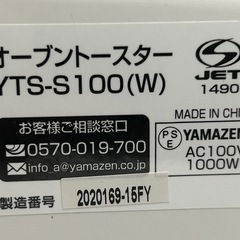 オーブントースター
YTS-S100(W)
JET
1490
MADE IN CHI
お客様ご相談窓口
0570-019-700
info_a@yamazen.co.jp
PSE
YAMAZEN
AC100V
1000W
製造番号
2020169-15FY